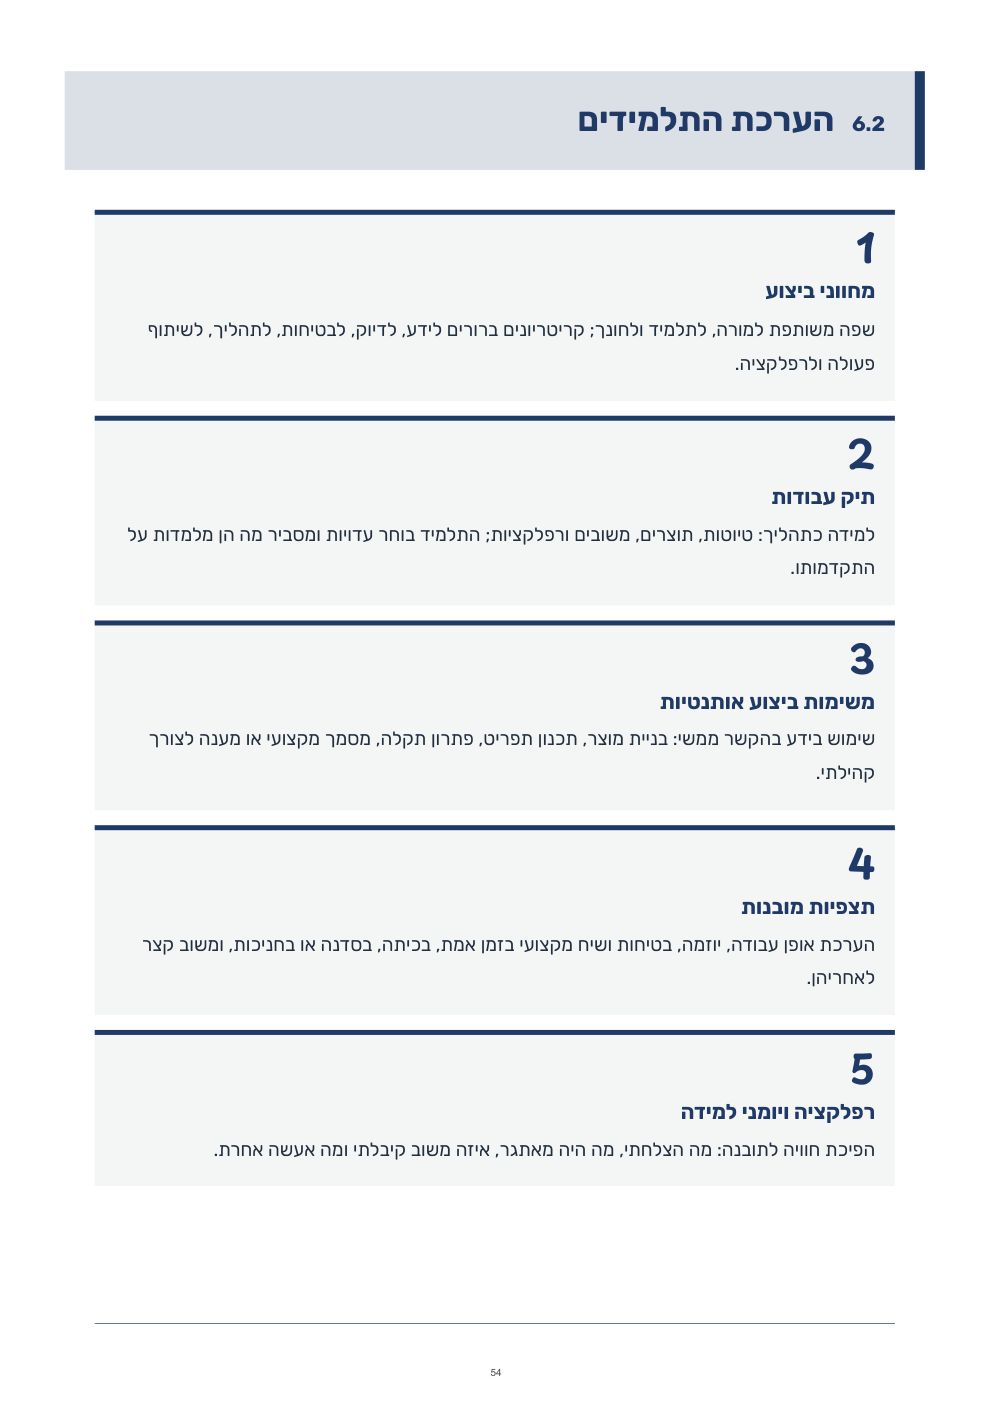 6.2 הערכת התלמידים
1
מחווני ביצוע
שפה משותפת למורה, לתלמיד ולחונך; קריטריונים ברורים לידע, לדיוק, לבטיחות, לתהליך, לשיתוף
פעולה ולרפלקציה.
2
תיק עבודות
למידה כתהליך: טיוטות, תוצרים, משובים ורפלקציות; התלמיד בוחר עדויות ומסביר מה הן מלמדות על
התקדמותו.
3
משימות ביצוע אותנטיות
שימוש בידע בהקשר ממשי: בניית מוצר, תכנון תפריט, פתרון תקלה, מסמך מקצועי או מענה לצורך
קהילתי.
4
תצפיות מובנות
הערכת אופן עבודה, יוזמה, בטיחות ושיח מקצועי בזמן אמת, בכיתה, בסדנה או בחניכות, ומשוב קצר
לאחריהן.
5
רפלקציה ויומני למידה
הפיכת חוויה לתובנה: מה הצלחתי, מה היה מאתגר, איזה משוב קיבלתי ומה אעשה אחרת.
54